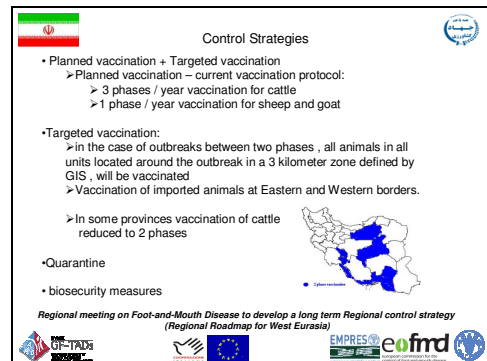 Control Strategies
• Planned vaccination + Targeted vaccination
➢Planned vaccination – current vaccination protocol:
➢ 3 phases / year vaccination for cattle
➢1 phase / year vaccination for sheep and goat
•Targeted vaccination:
➢in the case of outbreaks between two phases , all animals in all
units located around the outbreak in a 3 kilometer zone defined by
GIS , will be vaccinated
➢Vaccination of imported animals at Eastern and Western borders.
➢In some provinces vaccination of cattle
reduced to 2 phases
2 phase vaccination
•Quarantine
• biosecurity measures
Regional meeting on Foot-and-Mouth Disease to develop a long term Regional control strategy
(Regional Roadmap for West Eurasia)
GF-TADs
EMPRES
eofmd